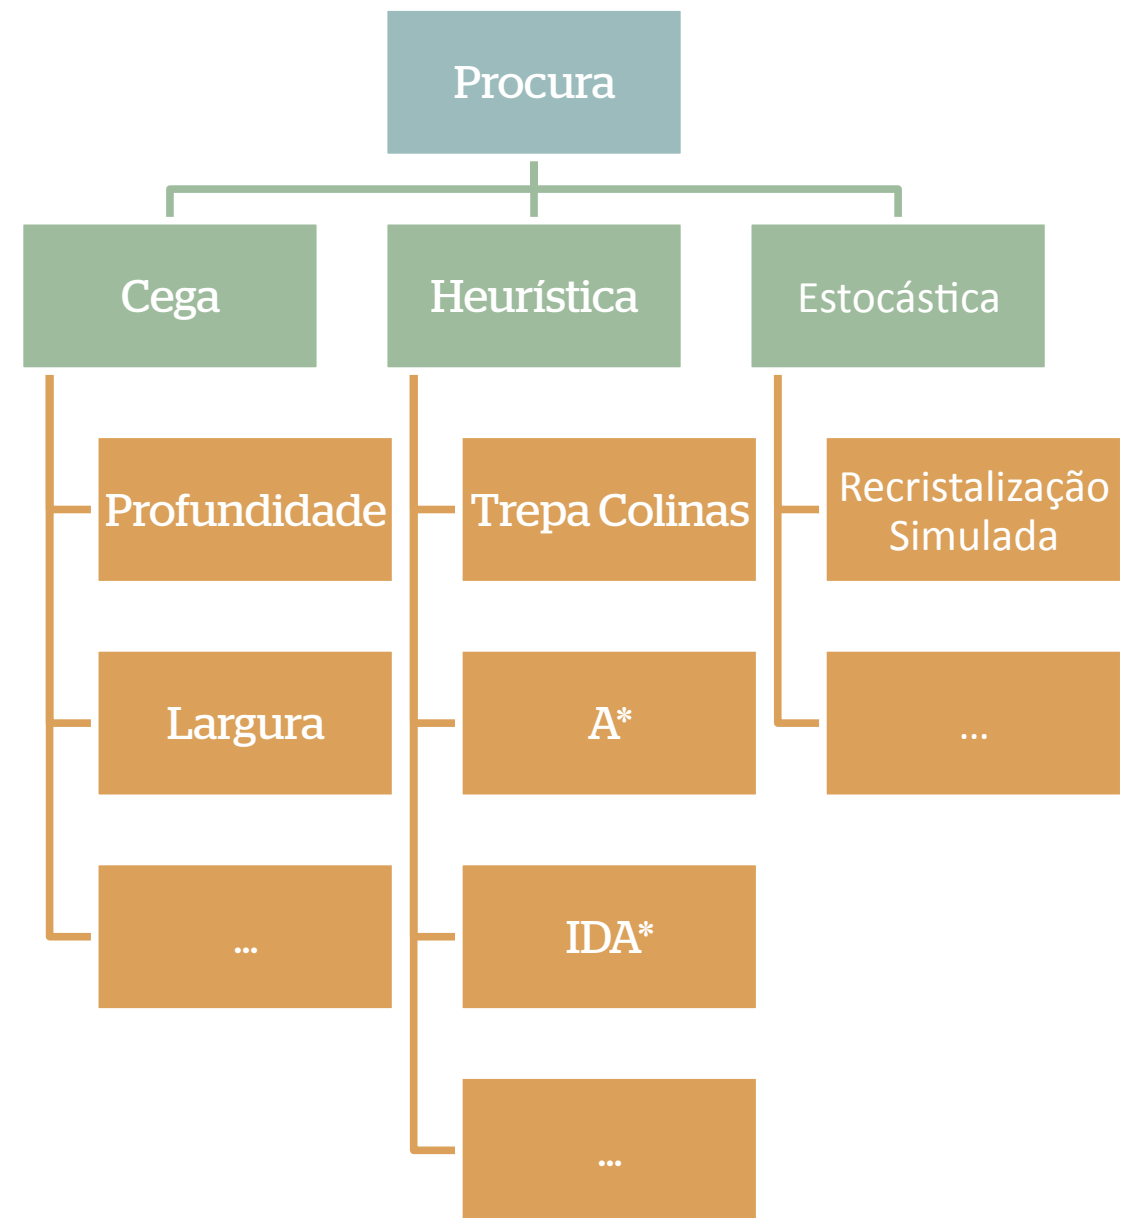 Procura
Cega
Heurística
Estocástica
Profundidade
Trepa Colinas
Recristalização
Simulada
Largura
A*
...
...
IDA*
...